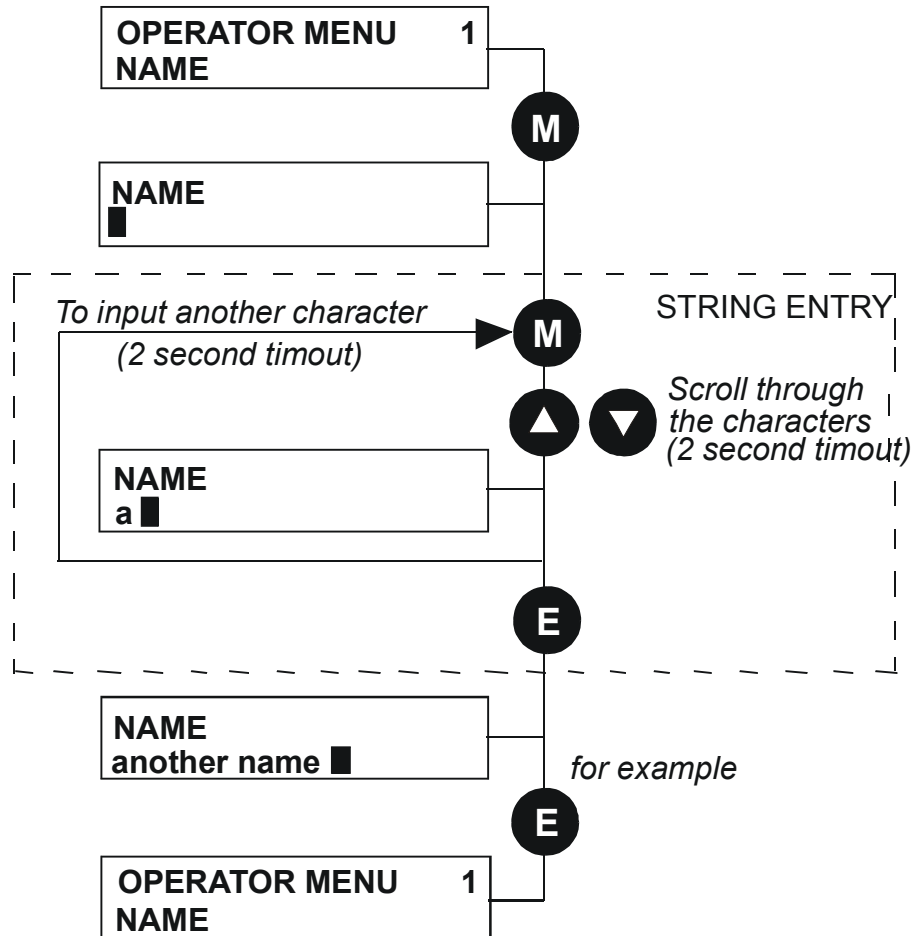 OPERATOR MENU 1
NAME
M
NAME
To input another character
(2 second timout)
M
STRING ENTRY
Scroll through
the characters
(2 second timout)
NAME
a
E
NAME
another name
for example
E
OPERATOR MENU 1
NAME